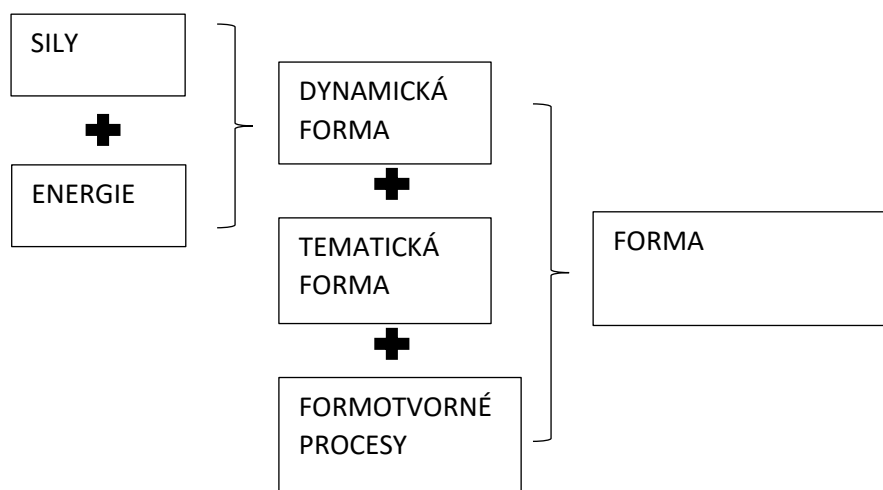 SILY
ENERGIE
DYNAMICKÁ
FORMA
TEMATICKÁ
FORMA
FORMOTVORNÉ
PROCESY
FORMA